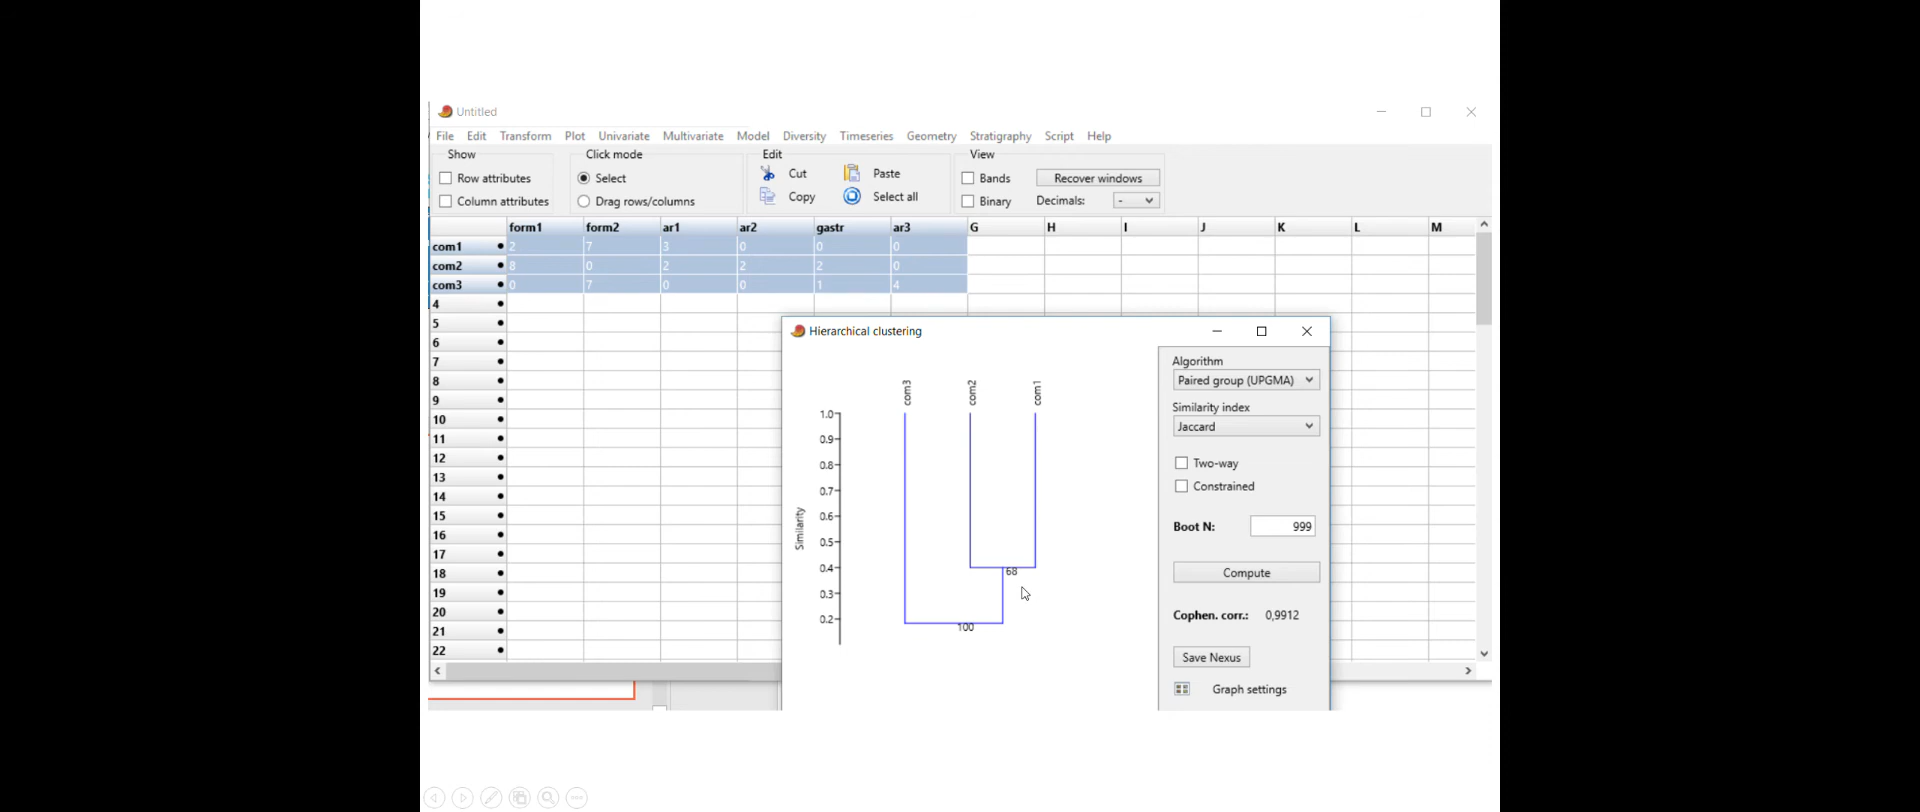 Untitled
File Edit Transform Plot Univariate Multivariate Model Diversity Timeseries Geometry Stratigraphy Script Help
Show Click mode Edit View
Row attributes Select Cut Paste Bands Recover windows
Column attributes Drag rows/columns Copy Select all Binary Decimals: -
form1 form2 ar1 ar2 gastr ar3 G H I J K L M
com1 2 7 3 0 0 0
com2 8 0 2 2 2 0
com3 0 7 0 0 1 4
4
5
6
7
8
9
10
11
12
13
14
15
16
17
18
19
20
21
22
Hierarchical clustering
com3 com2 com1
1.0
0.9
0.8
0.7
0.6
0.5
0.4
0.3
0.2
Similarity
68
100
Algorithm
Paired group (UPGMA)
Similarity index
Jaccard
Two-way
Constrained
Boot N: 999
Compute
Cophen. corr.: 0,9912
Save Nexus
Graph settings